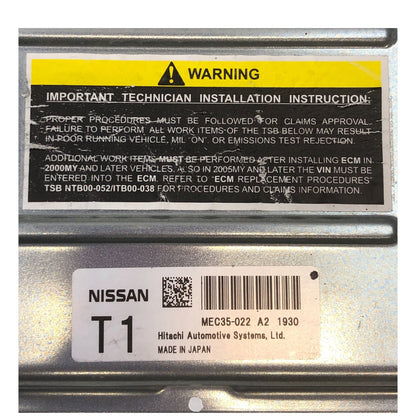 WARNING
IMPORTANT TECHNICIAN INSTALLATION INSTRUCTION:
PROPER PROCEDURES MUST BE FOLLOWED FOR CLAIMS APPROVAL
FAILURE TO PERFORM ALL WORK ITEMS OF THE TSB BELOW MAY RESULT
IN POOR RUNNING VEHICLE, MIL "ON" OR EMISSIONS TEST REJECTION.
ADDITIONAL WORK ITEMS MUST BE PERFORMED AFTER INSTALLING ECM IN
2000MY AND LATER VEHICLES. ALSO IN 2005MY AND LATER THE VIN MUST BE
ENTERED INTO THE ECM. REFER TO "ECM REPLACEMENT PROCEDURES"
TSB NTB00-052/ITB00-038 FOR PROCEDURES AND CLAIMS INFORMATION.
NISSAN
T1
MEC35-022 A2 1930
Hitachi Automotive Systems, Ltd.
MADE IN JAPAN